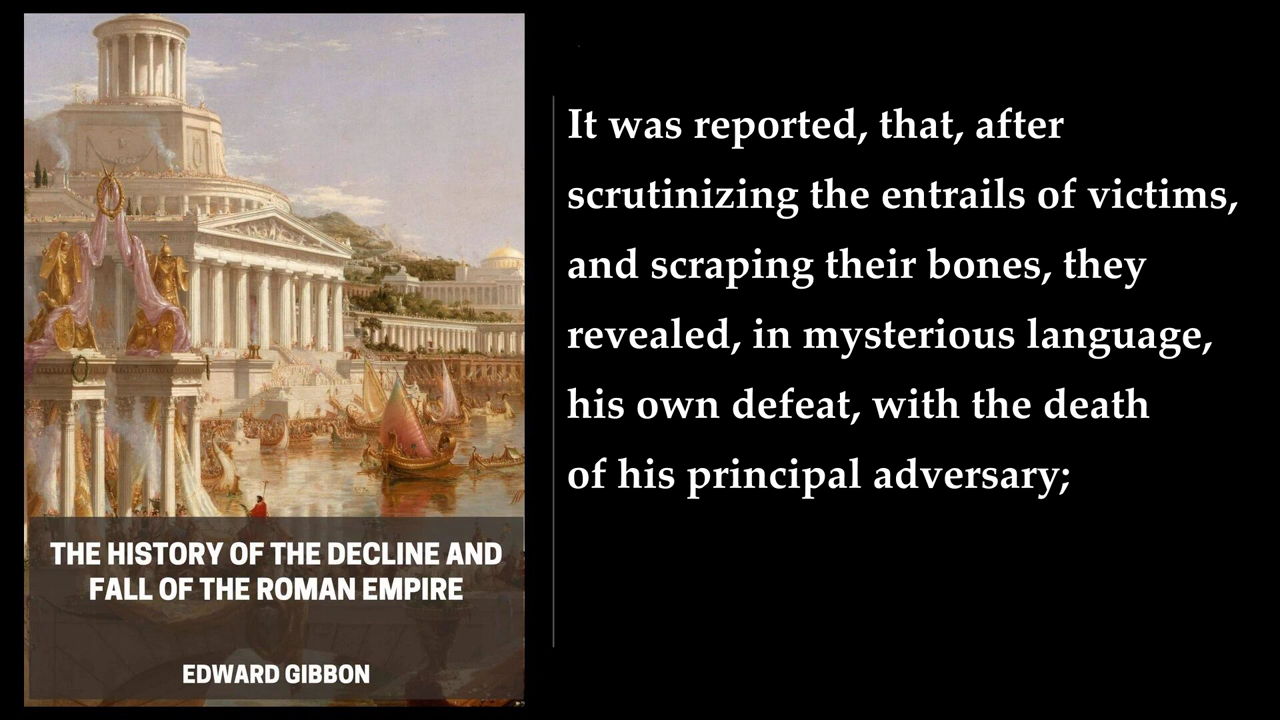 It was reported, that, after
scrutinizing the entrails of victims,
and scraping their bones, they
revealed, in mysterious language,
his own defeat, with the death
of his principal adversary;
THE HISTORY OF THE DECLINE AND
FALL OF THE ROMAN EMPIRE
EDWARD GIBBON